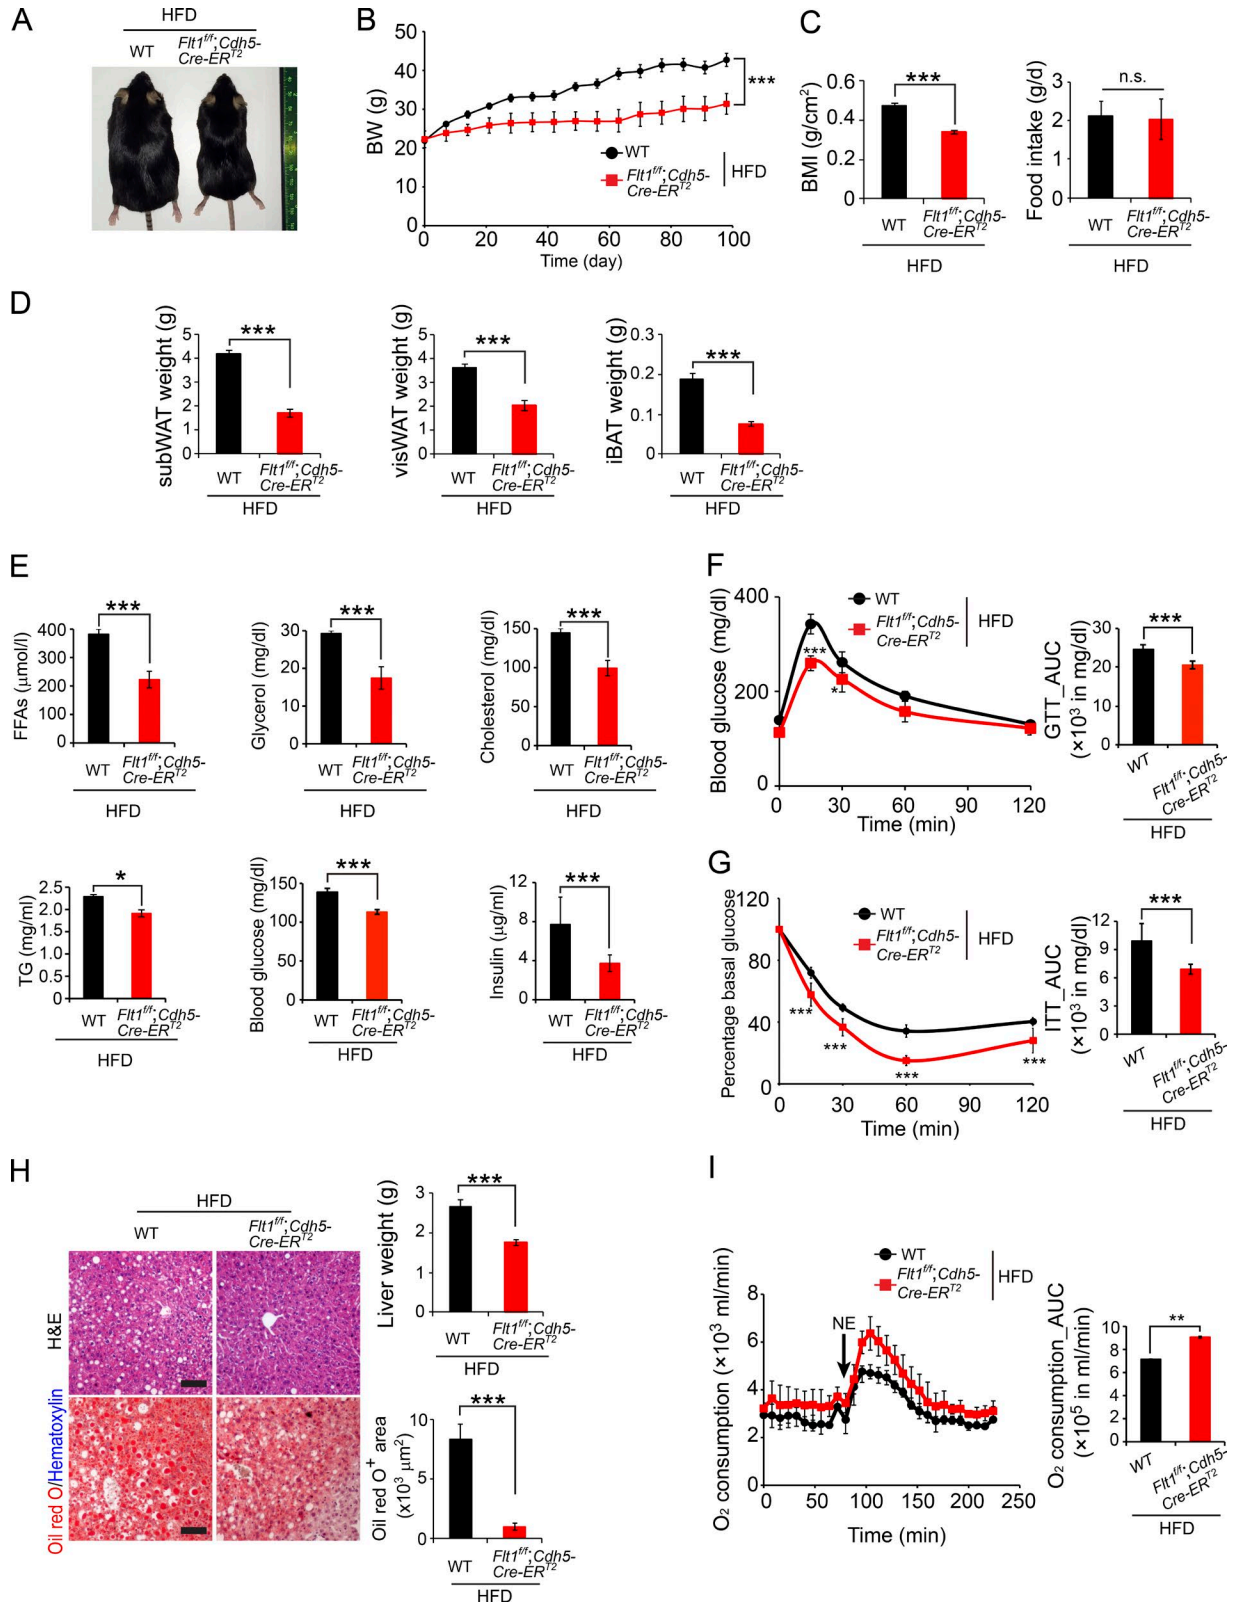 A
HFD
WT Flt1f/f;Cdh5-
Cre-ERT2
B
BW (g)
50
40
30
20
10
0
0 20 40 60 80 100
Time (day)
***
WT
Flt1f/f;Cdh5-
Cre-ERT2
HFD
C
BMI (g/cm2)
0.6
0.4
0.2
0
***
WT Flt1f/f;Cdh5-
Cre-ERT2
HFD
Food intake (g/d)
3
2
1
0
n.s.
WT Flt1f/f;Cdh5-
Cre-ERT2
HFD
D
subWAT weight (g)
5
4
3
2
1
0
***
WT Flt1f/f;Cdh5-
Cre-ERT2
HFD
visWAT weight (g)
5
4
3
2
1
0
***
WT Flt1f/f;Cdh5-
Cre-ERT2
HFD
iBAT weight (g)
0.3
0.2
0.1
0
***
WT Flt1f/f;Cdh5-
Cre-ERT2
HFD
E
FFAs (μmol/l)
400
300
200
100
0
***
WT Flt1f/f;Cdh5-
Cre-ERT2
HFD
Glycerol (mg/dl)
30
20
10
0
***
WT Flt1f/f;Cdh5-
Cre-ERT2
HFD
Cholesterol (mg/dl)
150
100
50
0
***
WT Flt1f/f;Cdh5-
Cre-ERT2
HFD
TG (mg/ml)
2.5
2.0
1.5
1.0
0.5
0
*
WT Flt1f/f;Cdh5-
Cre-ERT2
HFD
Blood glucose (mg/dl)
150
100
50
0
***
WT Flt1f/f;Cdh5-
Cre-ERT2
HFD
Insulin (μg/ml)
12
8
4
0
***
WT Flt1f/f;Cdh5-
Cre-ERT2
HFD
F
Blood glucose (mg/dl)
400
200
0
0 30 60 90 120
Time (min)
WT
Flt1f/f;Cdh5-
Cre-ERT2
HFD
***
*
GTT_AUC
(×103 in mg/dl)
30
20
10
0
***
WT Flt1f/f;Cdh5-
Cre-ERT2
HFD
G
Percentage basal glucose
120
80
40
0
0 30 60 90 120
Time (min)
WT
Flt1f/f;Cdh5-
Cre-ERT2
HFD
***
***
***
***
ITT_AUC
(×103 in mg/dl)
12
9
6
3
0
***
WT Flt1f/f;Cdh5-
Cre-ERT2
HFD
H
HFD
WT Flt1f/f;Cdh5-
Cre-ERT2
H&E
Oil red O/Hematoxylin
Liver weight (g)
3
2
1
0
***
WT Flt1f/f;Cdh5-
Cre-ERT2
HFD
Oil red O+ area
(x103 μm2)
10
5
0
***
WT Flt1f/f;Cdh5-
Cre-ERT2
HFD
I
O2 consumption (×103 ml/min)
8
6
4
2
0
0 50 100 150 200 250
Time (min)
NE
WT
Flt1f/f;Cdh5-
Cre-ERT2
HFD
O2 consumption_AUC
(×105 in ml/min)
10
8
6
4
2
0
**
WT Flt1f/f;Cdh5-
Cre-ERT2
HFD